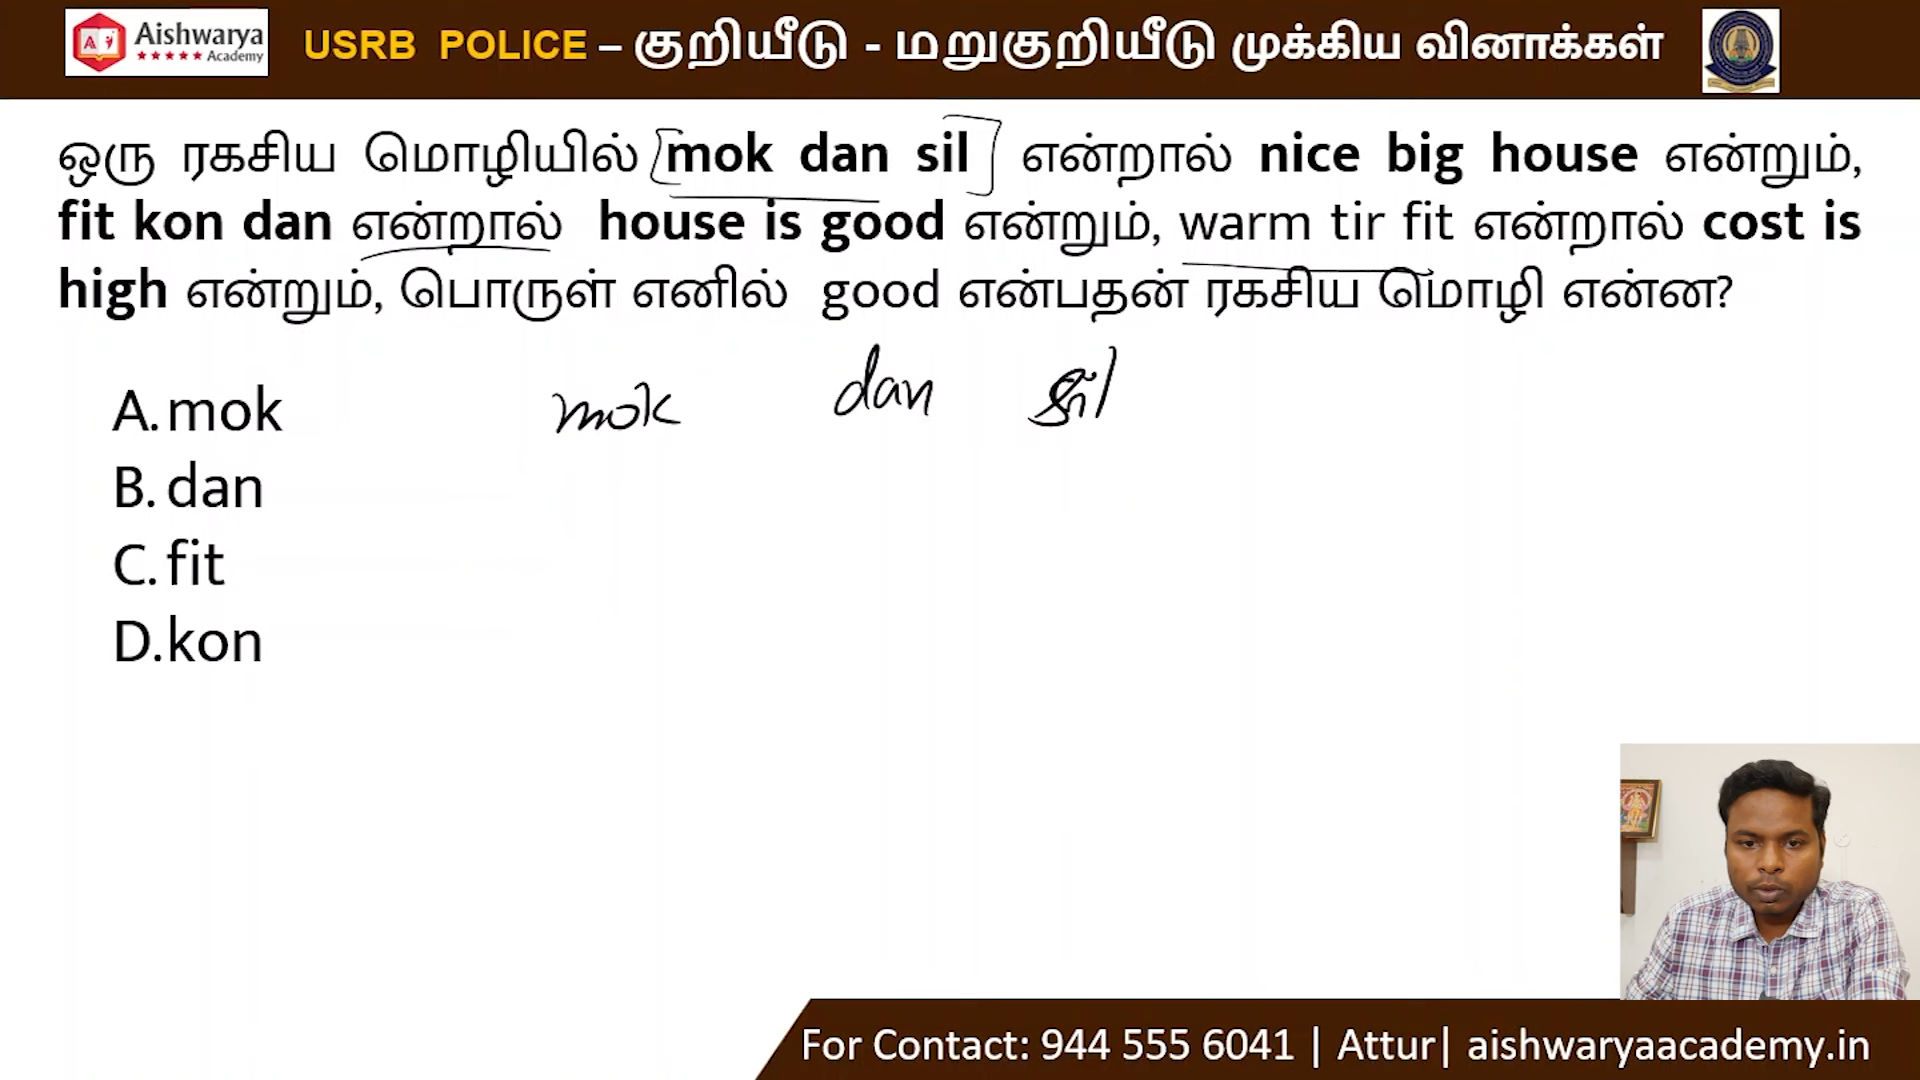 Aishwarya
Academy
USRB POLICE – குறியீடு - மறுகுறியீடு முக்கிய வினாக்கள்
ஒரு ரகசிய மொழியில் mok dan sil என்றால் nice big house என்றும்,
fit kon dan என்றால் house is good என்றும், warm tir fit என்றால் cost is
high என்றும், பொருள் எனில் good என்பதன் ரகசிய மொழி என்ன?
mok dan sil
A. mok
B. dan
C. fit
D. kon
For Contact: 944 555 6041 | Attur| aishwaryaacademy.in